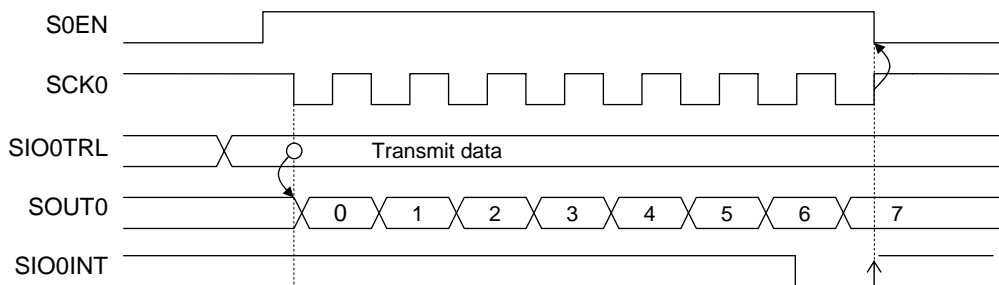 S0EN
SCK0
SIO0TRL
Transmit data
SOUT0
0 1 2 3 4 5 6 7
SIO0INT